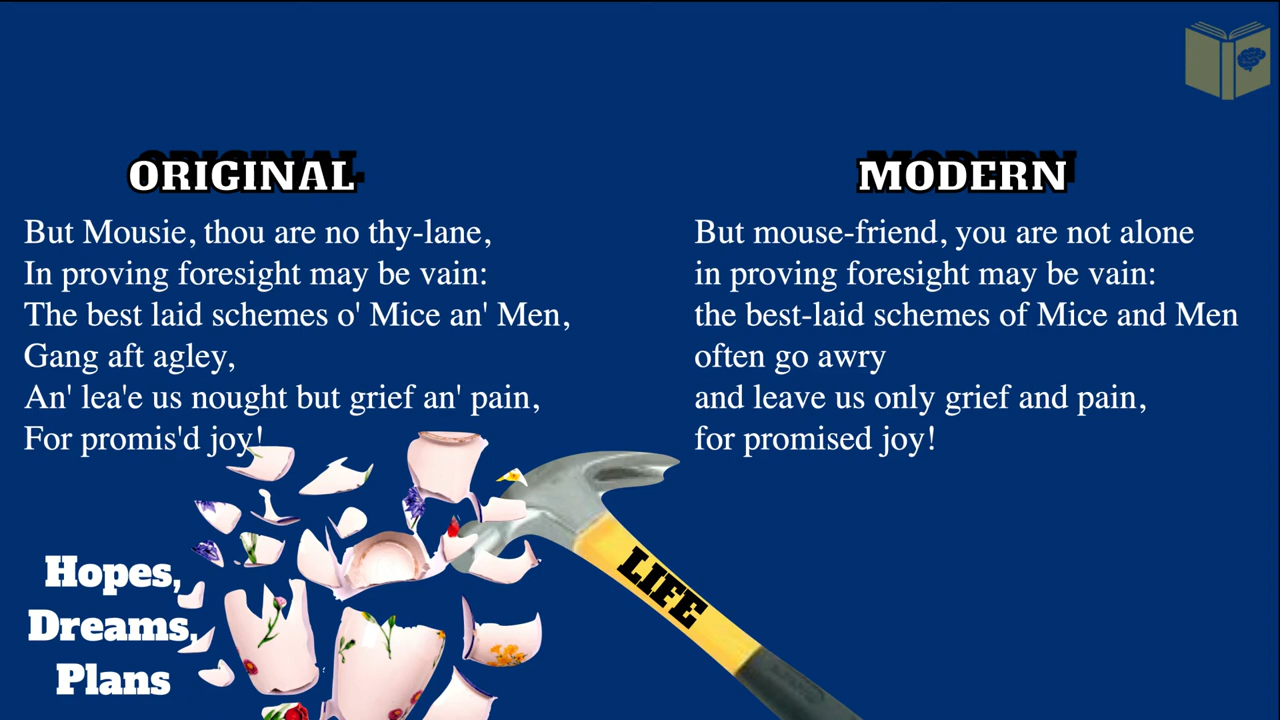 ORIGINAL
But Mousie, thou are no thy-lane,
In proving foresight may be vain:
The best laid schemes o' Mice an' Men,
Gang aft agley,
An' lea'e us nought but grief an' pain,
For promis'd joy!
MODERN
But mouse-friend, you are not alone
in proving foresight may be vain:
the best-laid schemes of Mice and Men
often go awry
and leave us only grief and pain,
for promised joy!
Hopes,
Dreams,
Plans
LIFE